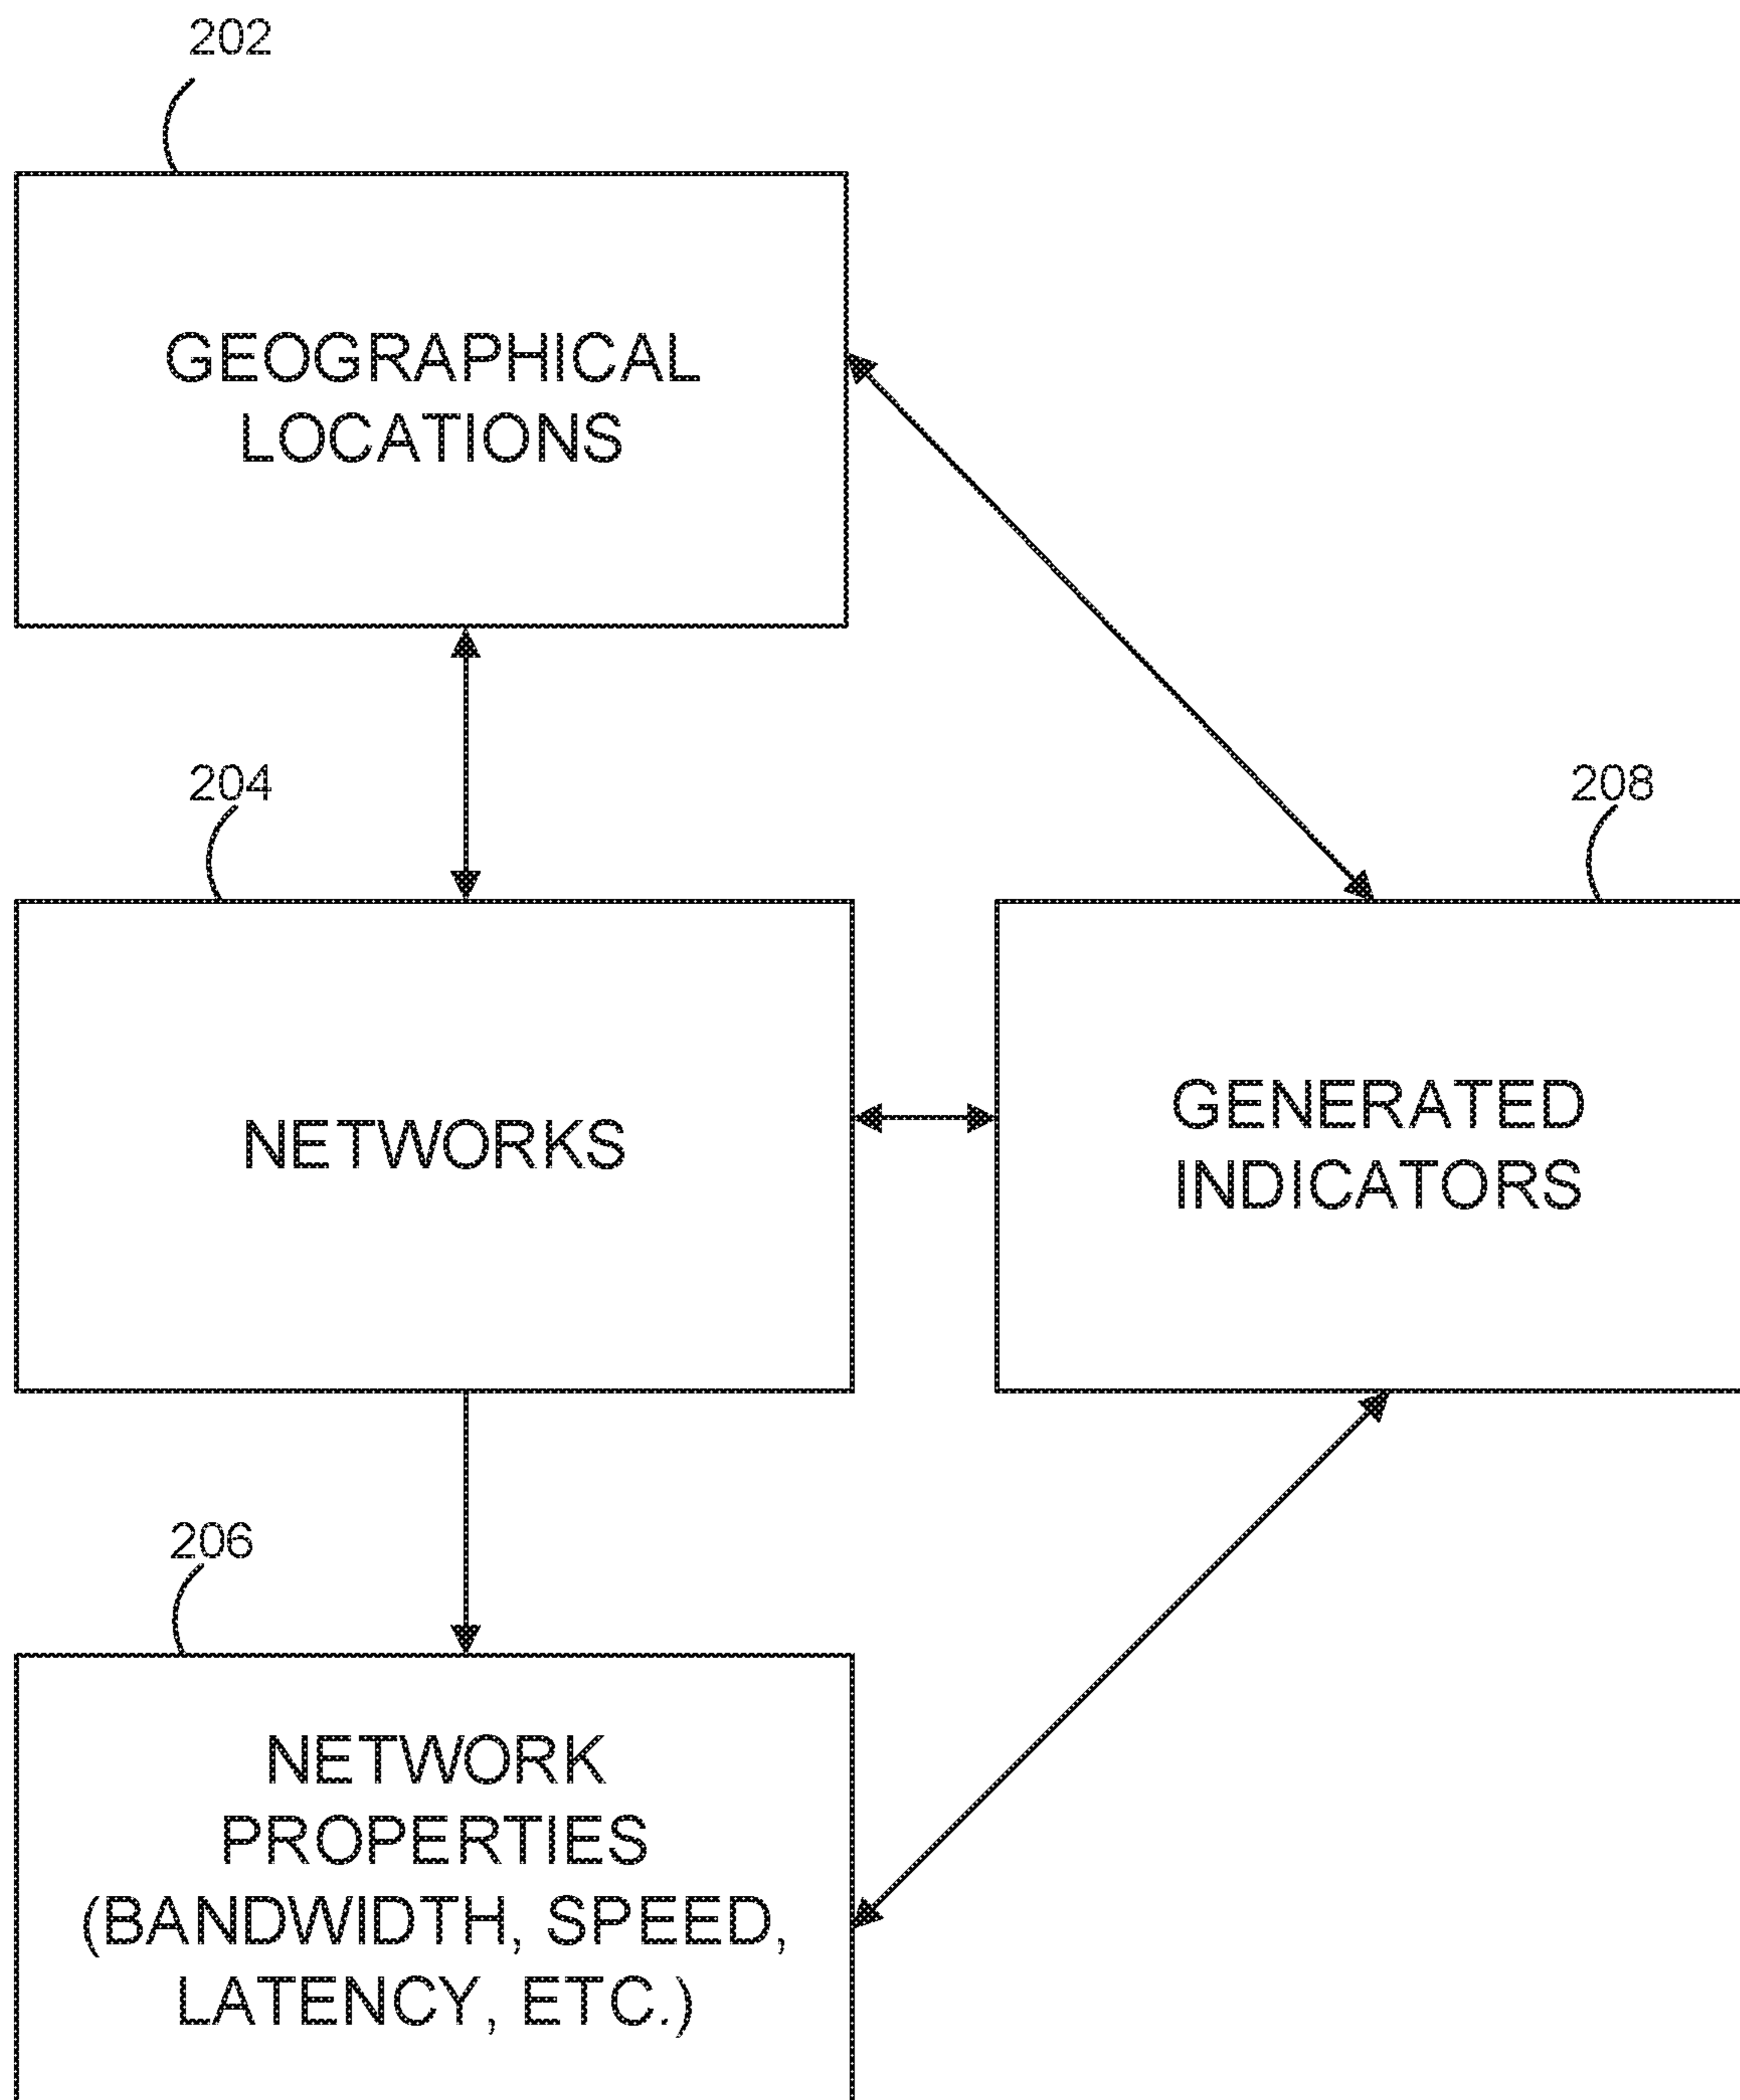 202
GEOGRAPHICAL
LOCATIONS
204
NETWORKS
208
GENERATED
INDICATORS
206
NETWORK
PROPERTIES
(BANDWIDTH, SPEED,
LATENCY, ETC.)